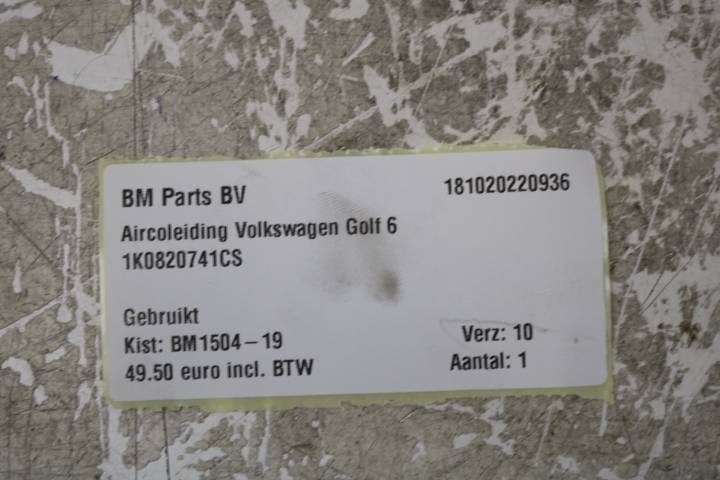 BM Parts BV 181020220936
Aircoleiding Volkswagen Golf 6
1K0820741CS
Gebruikt
Kist: BM1504-19 Verz: 10
49.50 euro incl. BTW Aantal: 1